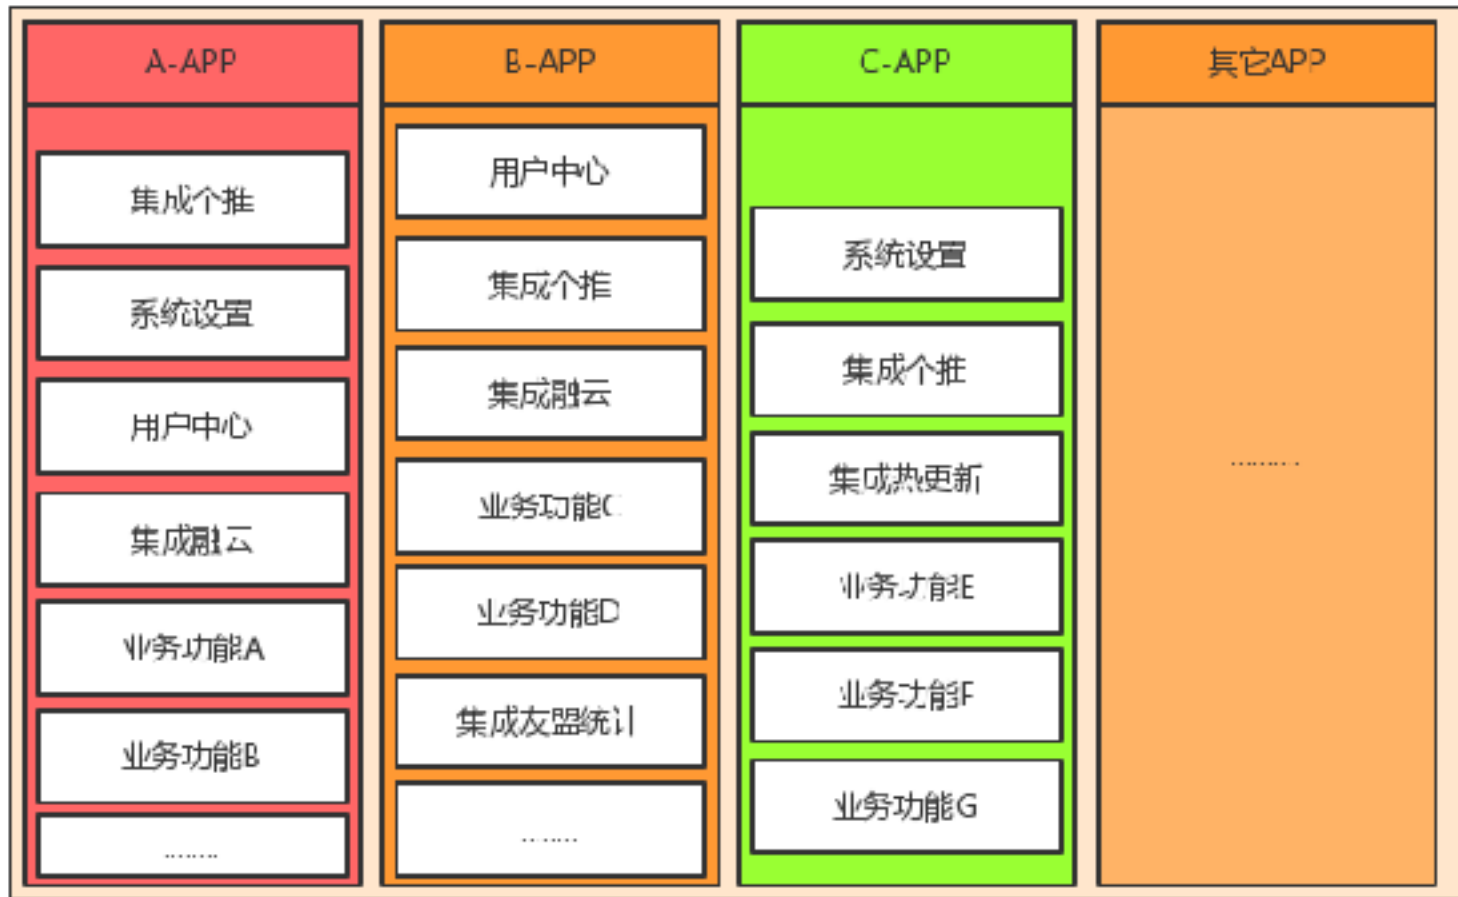 A-APP
集成个推
系统设置
用户中心
集成融云
业务功能A
业务功能B
........
B-APP
用户中心
集成个推
集成融云
业务功能C
业务功能D
集成友盟统计
........
C-APP
系统设置
集成个推
集成热更新
业务功能E
业务功能F
业务功能G
其它APP
..........